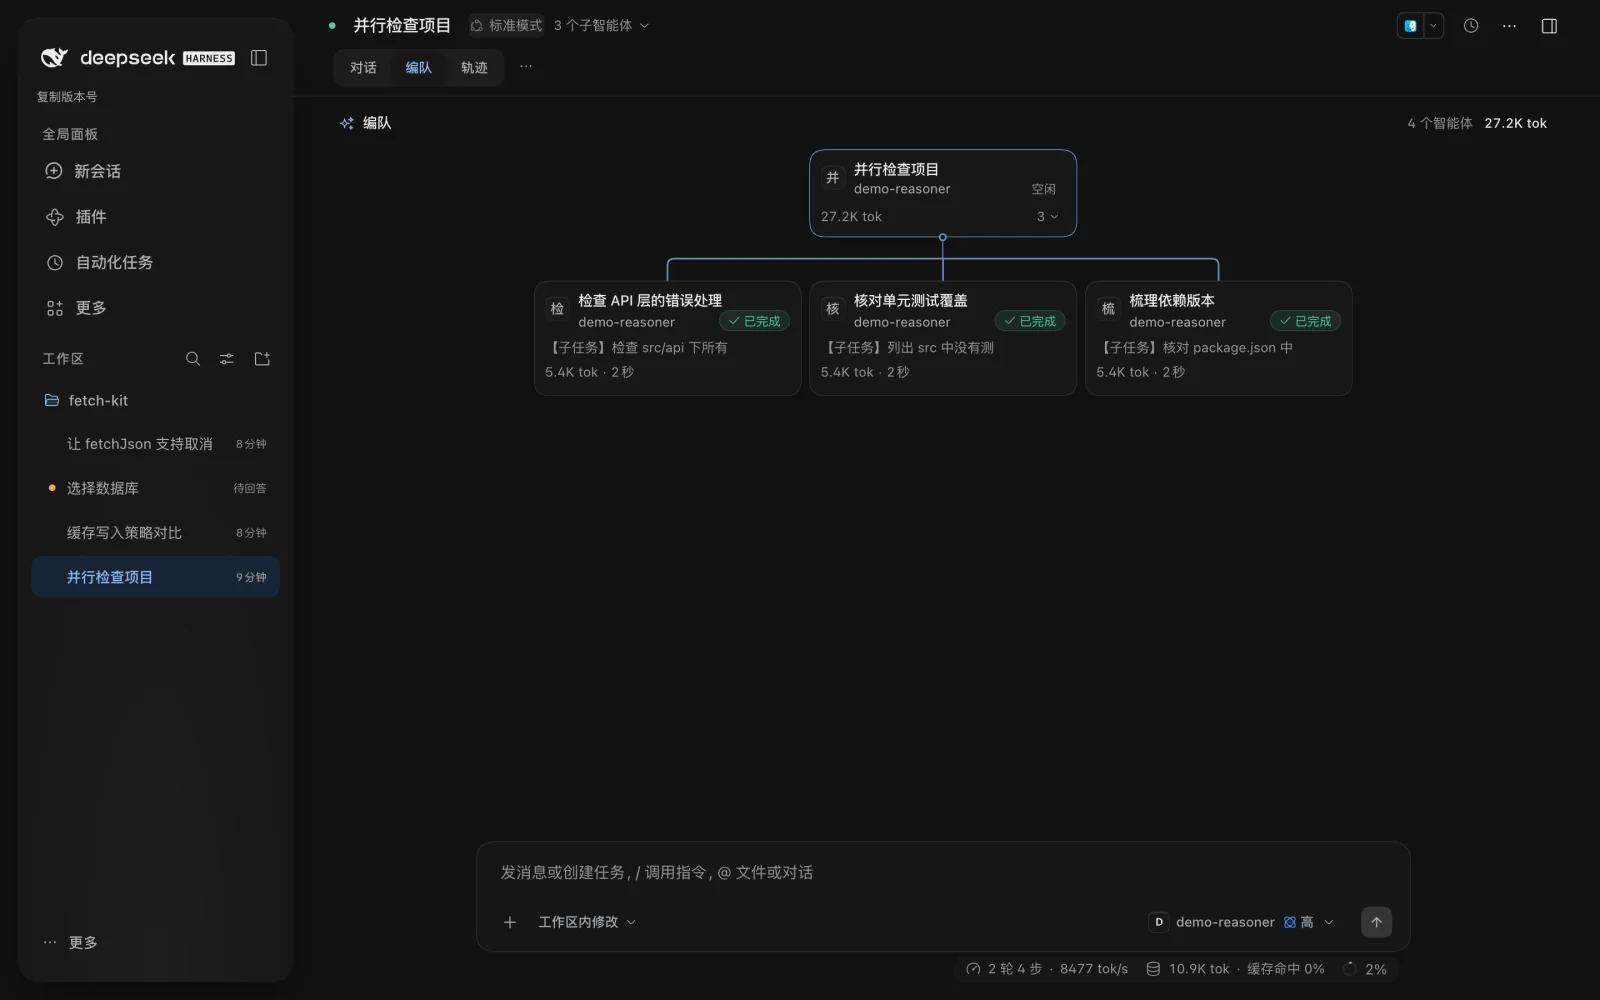 deepseek HARNESS
复制版本号
全局面板
新会话
插件
自动化任务
更多
工作区
fetch-kit
让 fetchJson 支持取消 8分钟
选择数据库 待回答
缓存写入策略对比 8分钟
并行检查项目 9分钟
更多
并行检查项目 标准模式 3 个子智能体
对话 编队 轨迹
编队
4 个智能体 27.2K tok
并
并行检查项目
demo-reasoner 空闲
27.2K tok 3
检
检查 API 层的错误处理
demo-reasoner 已完成
【子任务】检查 src/api 下所有
5.4K tok · 2秒
核
核对单元测试覆盖
demo-reasoner 已完成
【子任务】列出 src 中没有测
5.4K tok · 2秒
梳
梳理依赖版本
demo-reasoner 已完成
【子任务】核对 package.json 中
5.4K tok · 2秒
发消息或创建任务, / 调用指令, @ 文件或对话
工作区内修改
D demo-reasoner 高
2 轮 4 步 · 8477 tok/s 10.9K tok · 缓存命中 0% 2%